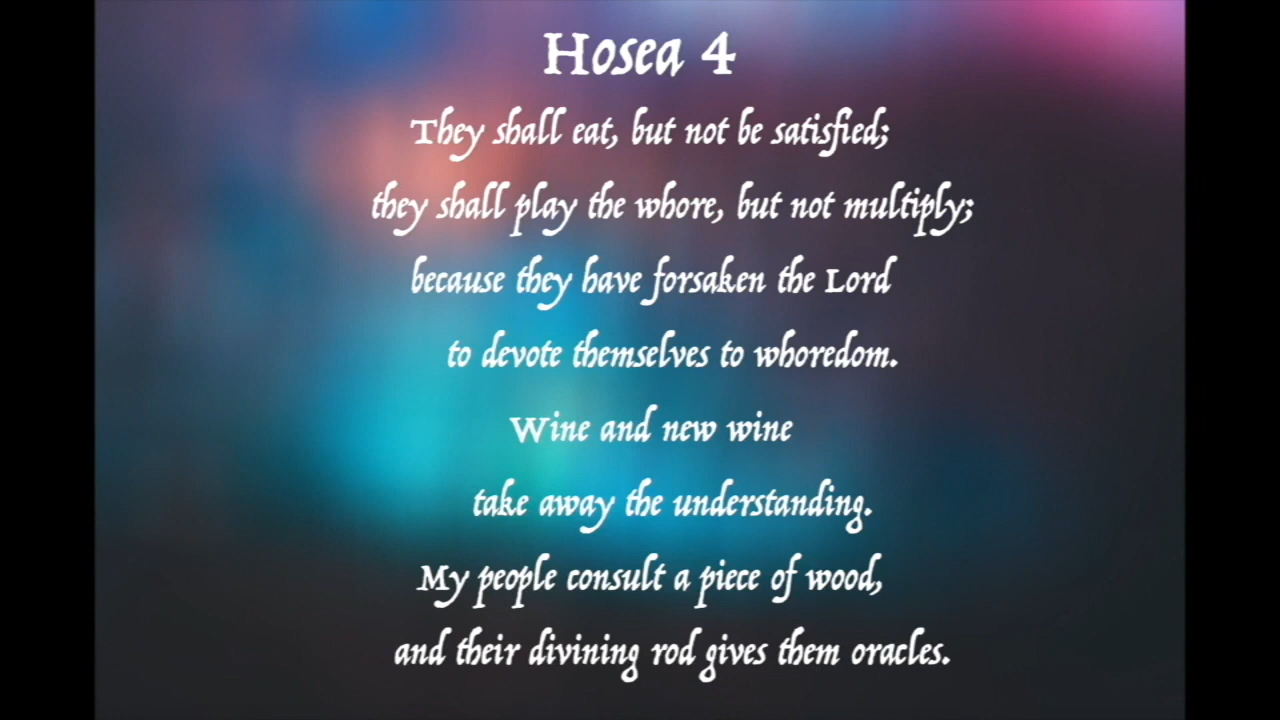 Hosea 4
They shall eat, but not be satisfied;
they shall play the whore, but not multiply;
because they have forsaken the Lord
to devote themselves to whoredom.
Wine and new wine
take away the understanding.
My people consult a piece of wood,
and their divining rod gives them oracles.